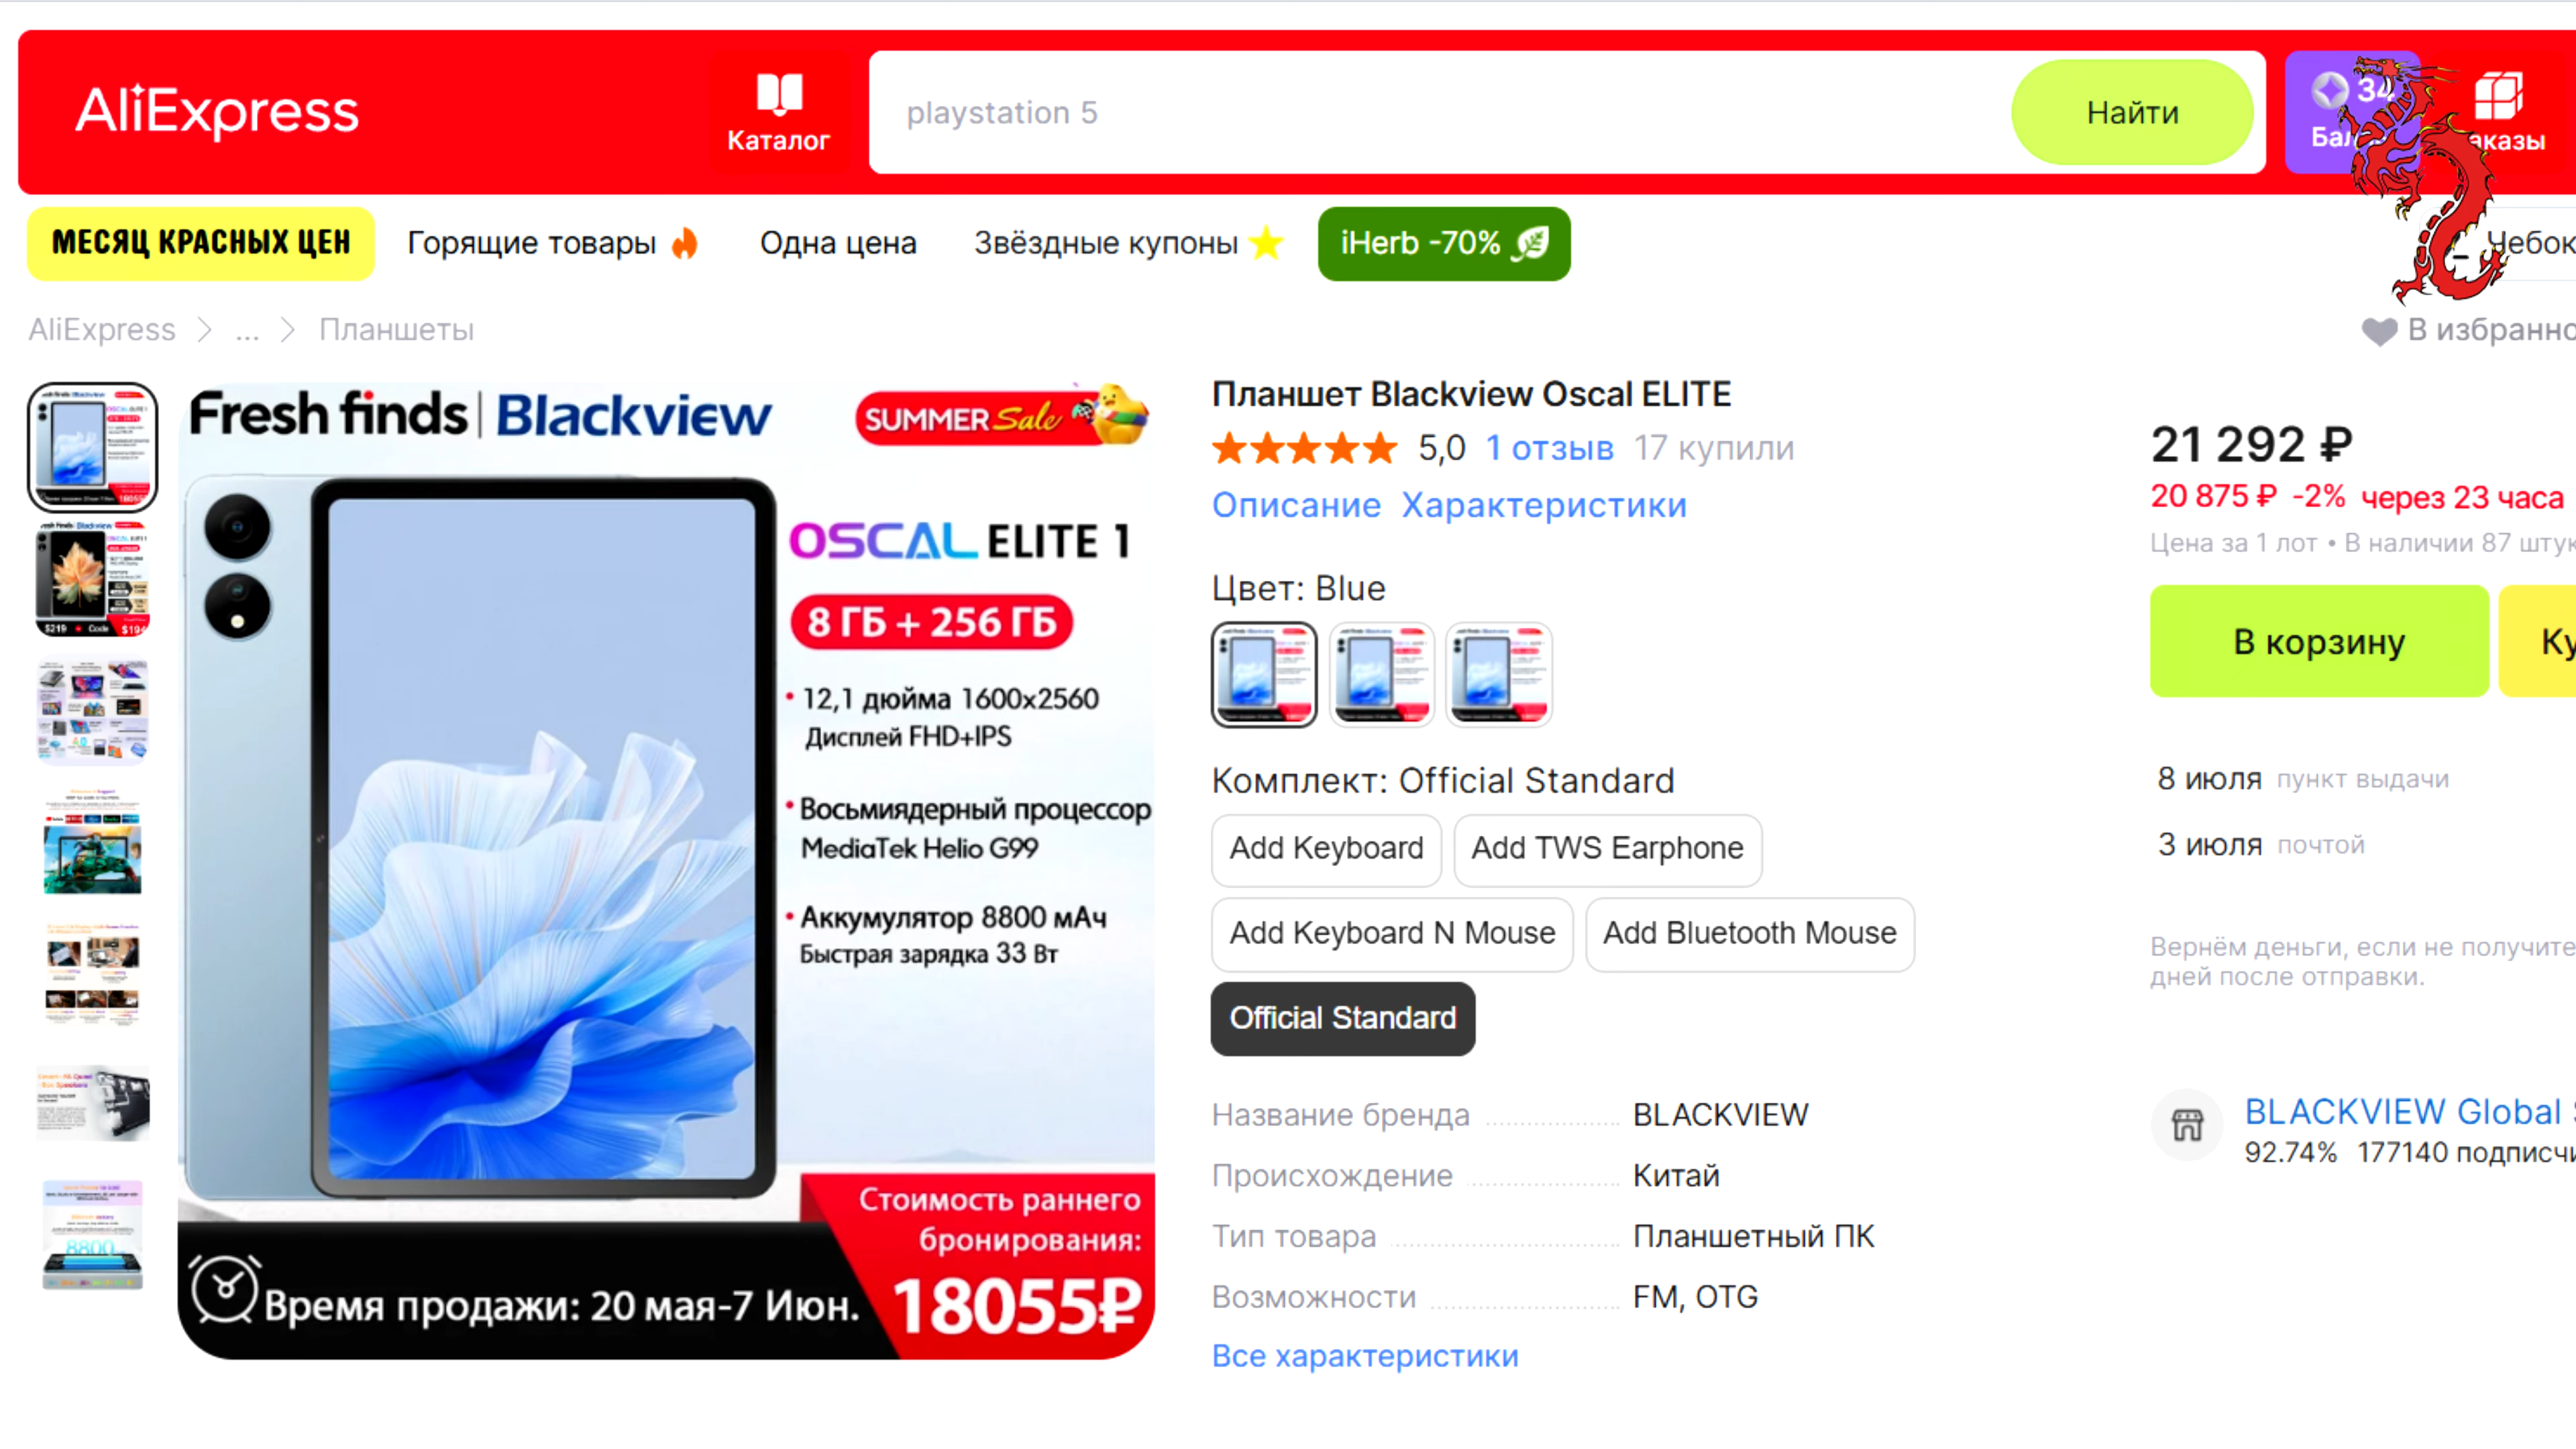 AliExpress
Каталог
playstation 5
Найти
34
МЕСЯЦ КРАСНЫХ ЦЕН
Горящие товары
Одна цена
Звёздные купоны
iHerb -70%
AliExpress > ... > Планшеты
Fresh finds | Blackview
SUMMER Sale
OSCAL ELITE 1
8 ГБ + 256 ГБ
• 12,1 дюйма 1600x2560
Дисплей FHD+IPS
• Восьмиядерный процессор
MediaTek Helio G99
• Аккумулятор 8800 мАч
Быстрая зарядка 33 Вт
Стоимость раннего
бронирования:
18055₽
Время продажи: 20 мая-7 Июн.
Планшет Blackview Oscal ELITE
5,0 1 отзыв 17 купили
Описание Характеристики
Цвет: Blue
Комплект: Official Standard
Add Keyboard
Add TWS Earphone
Add Keyboard N Mouse
Add Bluetooth Mouse
Official Standard
Название бренда BLACKVIEW
Происхождение Китай
Тип товара Планшетный ПК
Возможности FM, OTG
Все характеристики
В избранно
21 292 ₽
20 875 ₽ -2% через 23 часа
Цена за 1 лот • В наличии 87 штук
В корзину
Ку
8 июля пункт выдачи
3 июля почтой
Вернём деньги, если не получите
дней после отправки.
BLACKVIEW Global
92.74% 177140 подписчи